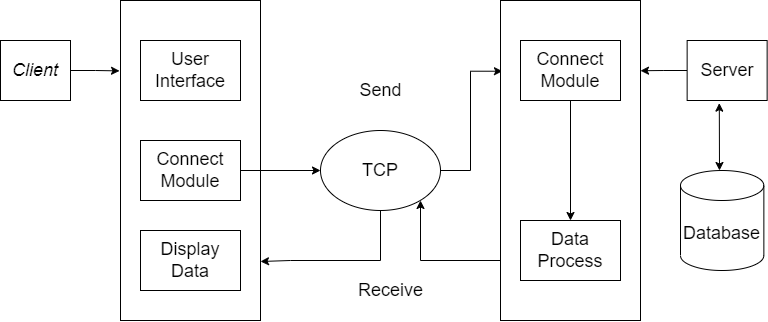 Client
User
Interface
Connect
Module
Display
Data
Send
TCP
Receive
Connect
Module
Data
Process
Server
Database